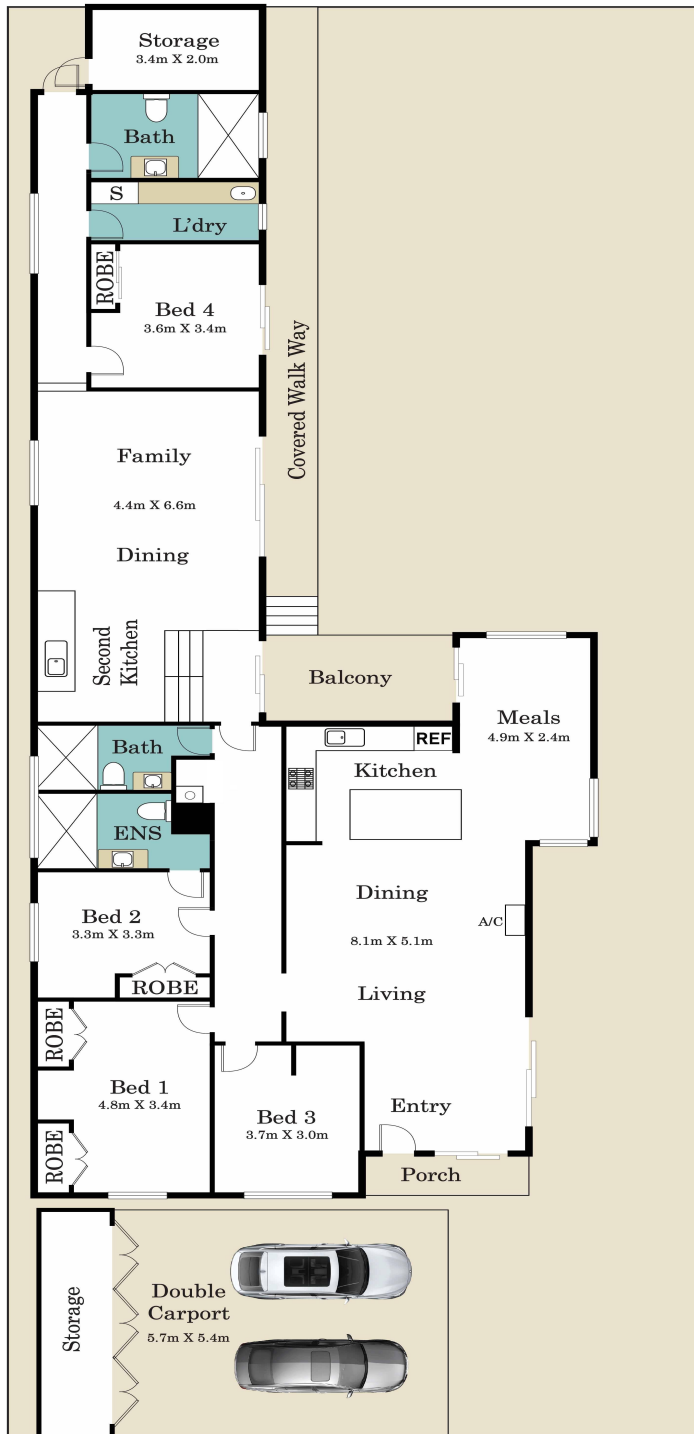 Storage
3.4m X 2.0m
Bath
S
L'dry
ROBE
Bed 4
3.6m X 3.4m
Covered Walk Way
Family
4.4m X 6.6m
Dining
Second
Kitchen
Balcony
Meals
4.9m X 2.4m
Bath
REF
Kitchen
ENS
Dining
Bed 2
3.3m X 3.3m
A/C
8.1m X 5.1m
ROBE
Living
ROBE
Bed 1
4.8m X 3.4m
Entry
Bed 3
3.7m X 3.0m
ROBE
Porch
Storage
Double
Carport
5.7m X 5.4m